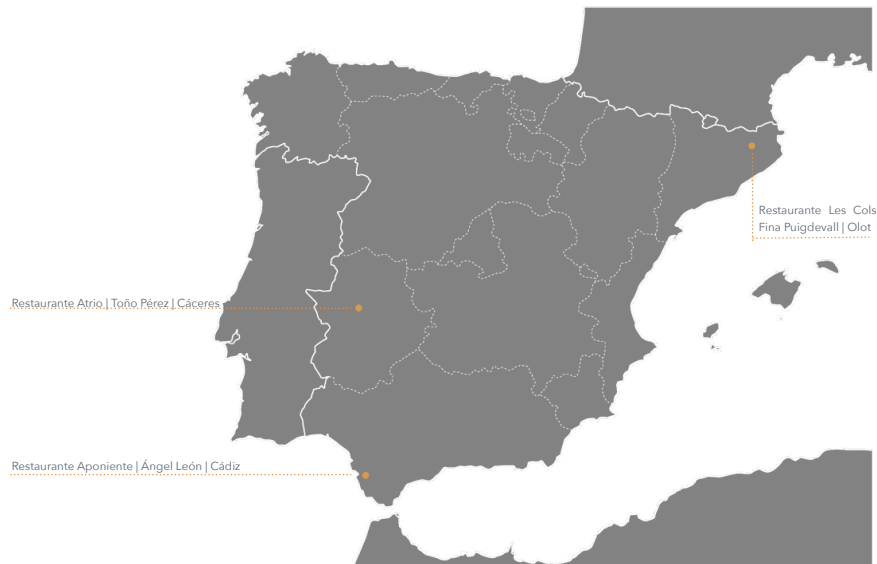 Restaurante Les Cols
Fina Puigdevall | Olot
Restaurante Atrio | Toño Pérez | Cáceres
Restaurante Aponiente | Ángel León | Cádiz